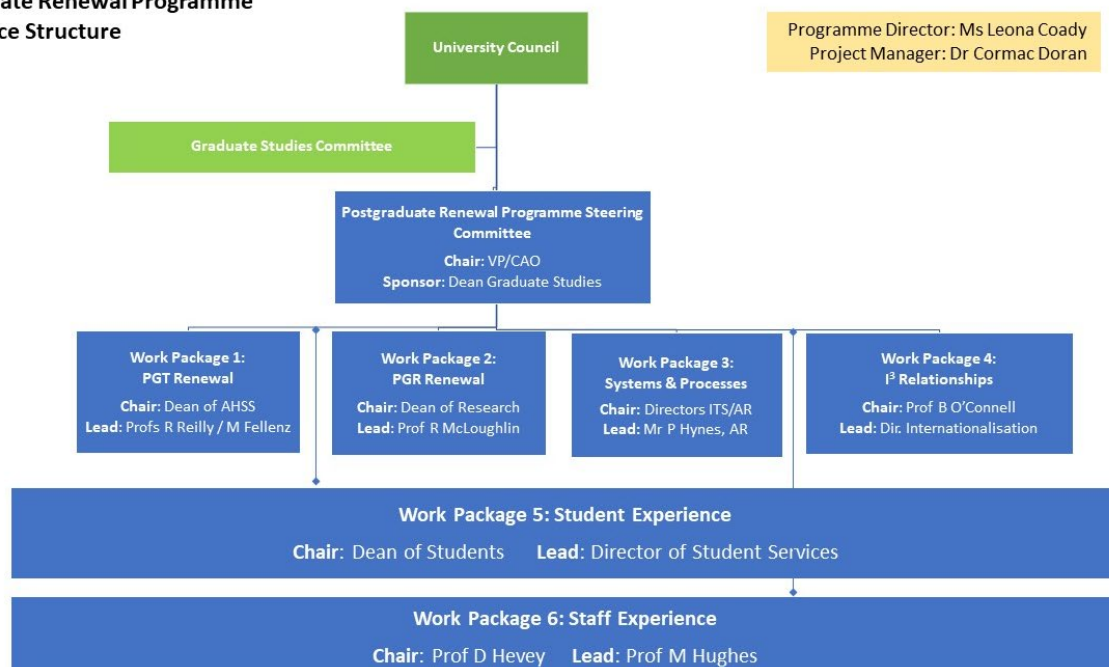 ate Renewal Programme
ce Structure
University Council
Programme Director: Ms Leona Coady
Project Manager: Dr Cormac Doran
Graduate Studies Committee
Postgraduate Renewal Programme Steering
Committee
Chair: VP/CAO
Sponsor: Dean Graduate Studies
Work Package 1:
PGT Renewal
Chair: Dean of AHSS
Lead: Profs R Reilly / M Fellenz
Work Package 2:
PGR Renewal
Chair: Dean of Research
Lead: Prof R McLoughlin
Work Package 3:
Systems & Processes
Chair: Directors ITS/AR
Lead: Mr P Hynes, AR
Work Package 4:
I³ Relationships
Chair: Prof B O’Connell
Lead: Dir. Internationalisation
Work Package 5: Student Experience
Chair: Dean of Students Lead: Director of Student Services
Work Package 6: Staff Experience
Chair: Prof D Hevey Lead: Prof M Hughes